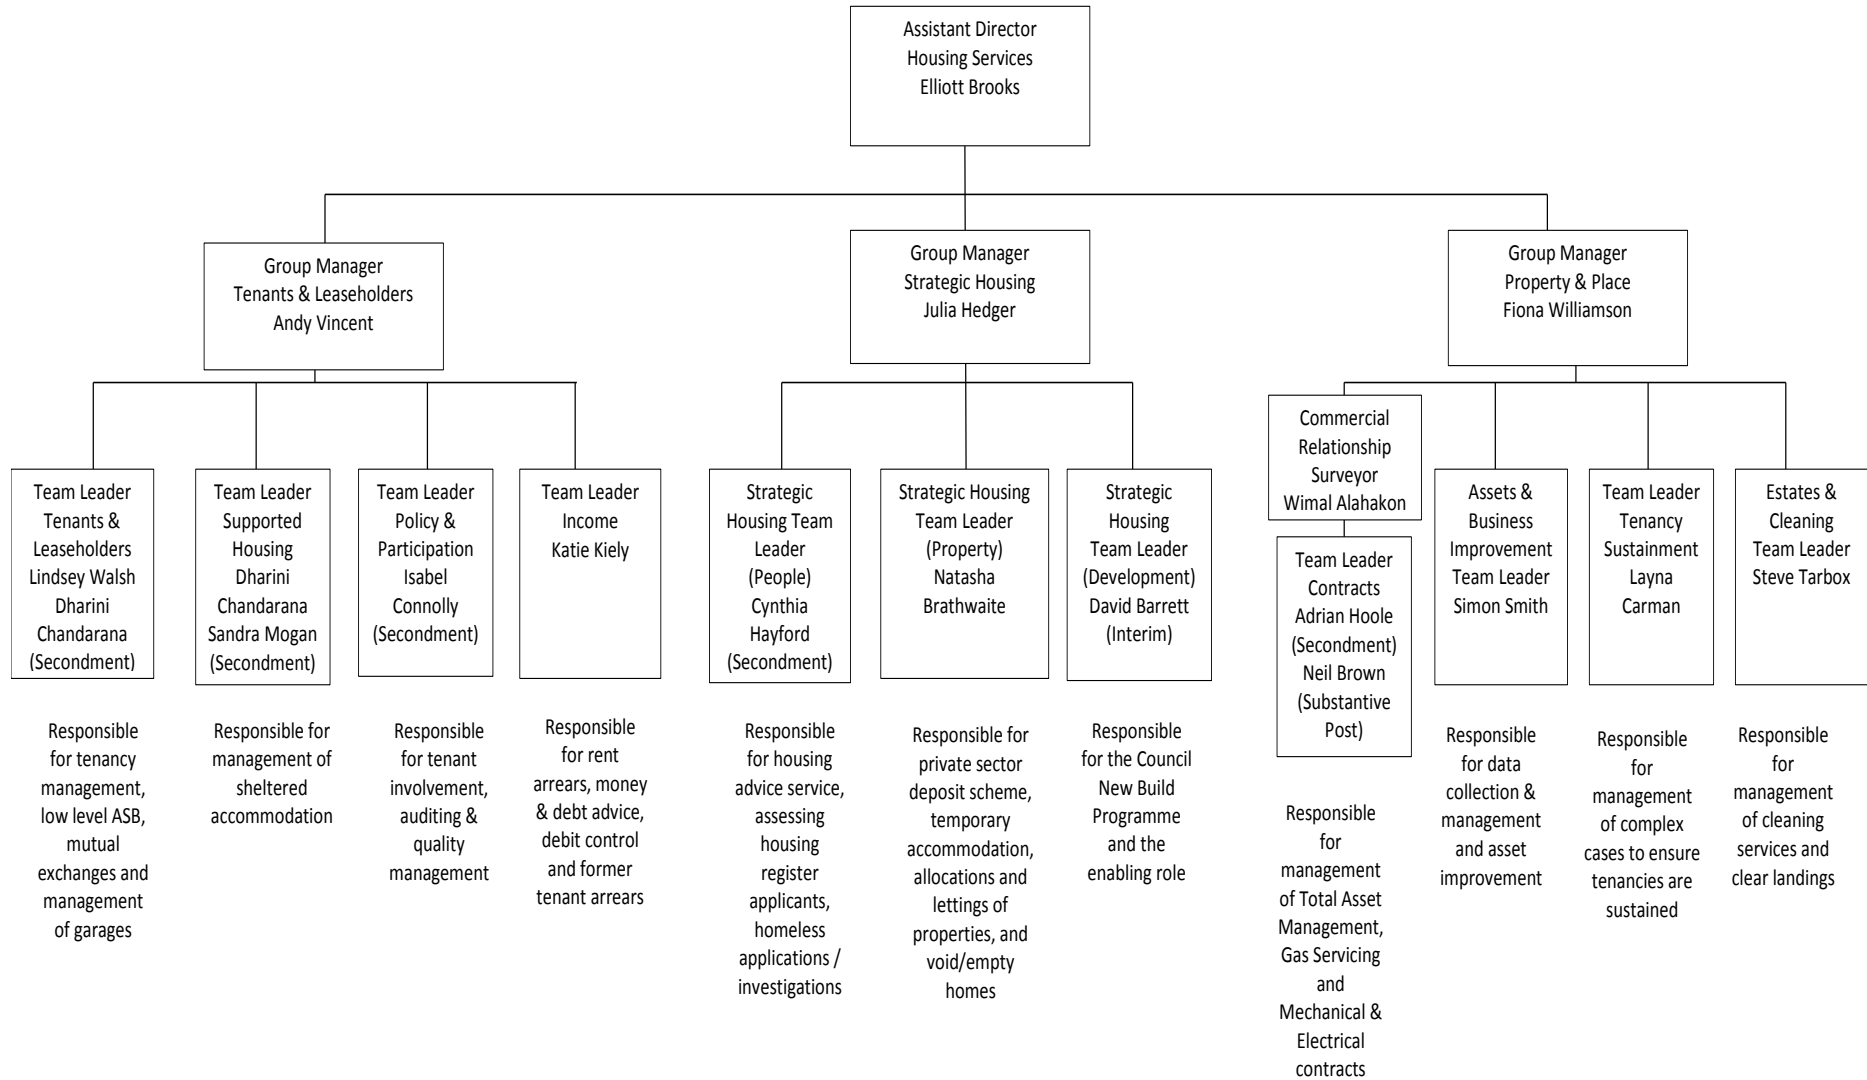 Assistant Director
Housing Services
Elliott Brooks
Group Manager
Tenants & Leaseholders
Andy Vincent
Group Manager
Strategic Housing
Julia Hedger
Group Manager
Property & Place
Fiona Williamson
Team Leader
Tenants &
Leaseholders
Lindsey Walsh
Dharini
Chandarana
(Secondment)
Team Leader
Supported
Housing
Dharini
Chandarana
Sandra Mogan
(Secondment)
Team Leader
Policy &
Participation
Isabel
Connolly
(Secondment)
Team Leader
Income
Katie Kiely
Strategic
Housing Team
Leader
(People)
Cynthia
Hayford
(Secondment)
Strategic Housing
Team Leader
(Property)
Natasha
Brathwaite
Strategic
Housing
Team Leader
(Development)
David Barrett
(Interim)
Commercial
Relationship
Surveyor
Wimal Alahakon
Team Leader
Contracts
Adrian Hoole
(Secondment)
Neil Brown
(Substantive
Post)
Assets &
Business
Improvement
Team Leader
Simon Smith
Team Leader
Tenancy
Sustainment
Layna
Carman
Estates &
Cleaning
Team Leader
Steve Tarbox
Responsible
for tenancy
management,
low level ASB,
mutual
exchanges and
management
of garages
Responsible for
management of
sheltered
accommodation
Responsible
for tenant
involvement,
auditing &
quality
management
Responsible
for rent
arrears, money
& debt advice,
debit control
and former
tenant arrears
Responsible
for housing
advice service,
assessing
housing
register
applicants,
homeless
applications /
investigations
Responsible for
private sector
deposit scheme,
temporary
accommodation,
allocations and
lettings of
properties, and
void/empty
homes
Responsible
for the Council
New Build
Programme
and the
enabling role
Responsible
for
management
of Total Asset
Management,
Gas Servicing
and
Mechanical &
Electrical
contracts
Responsible
for data
collection &
management
and asset
improvement
Responsible
for
management
of complex
cases to ensure
tenancies are
sustained
Responsible
for
management
of cleaning
services and
clear landings